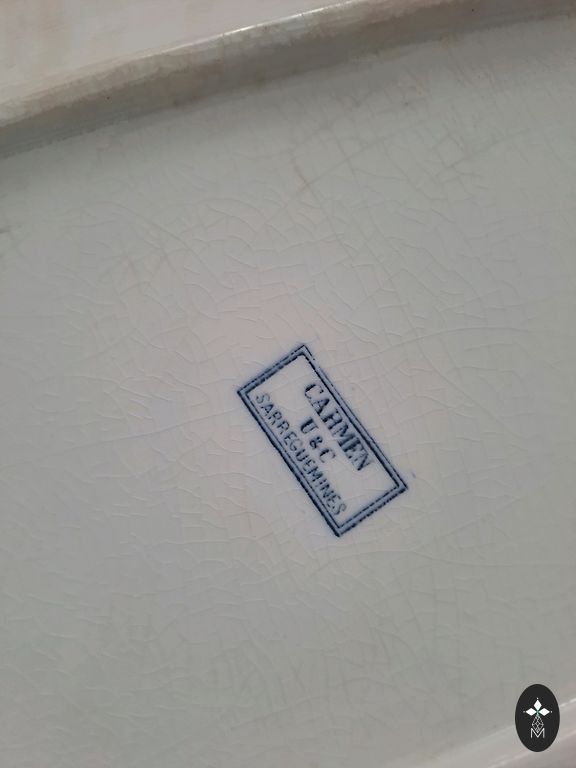 CARMEN
U & C
SARREGUEMINES
M